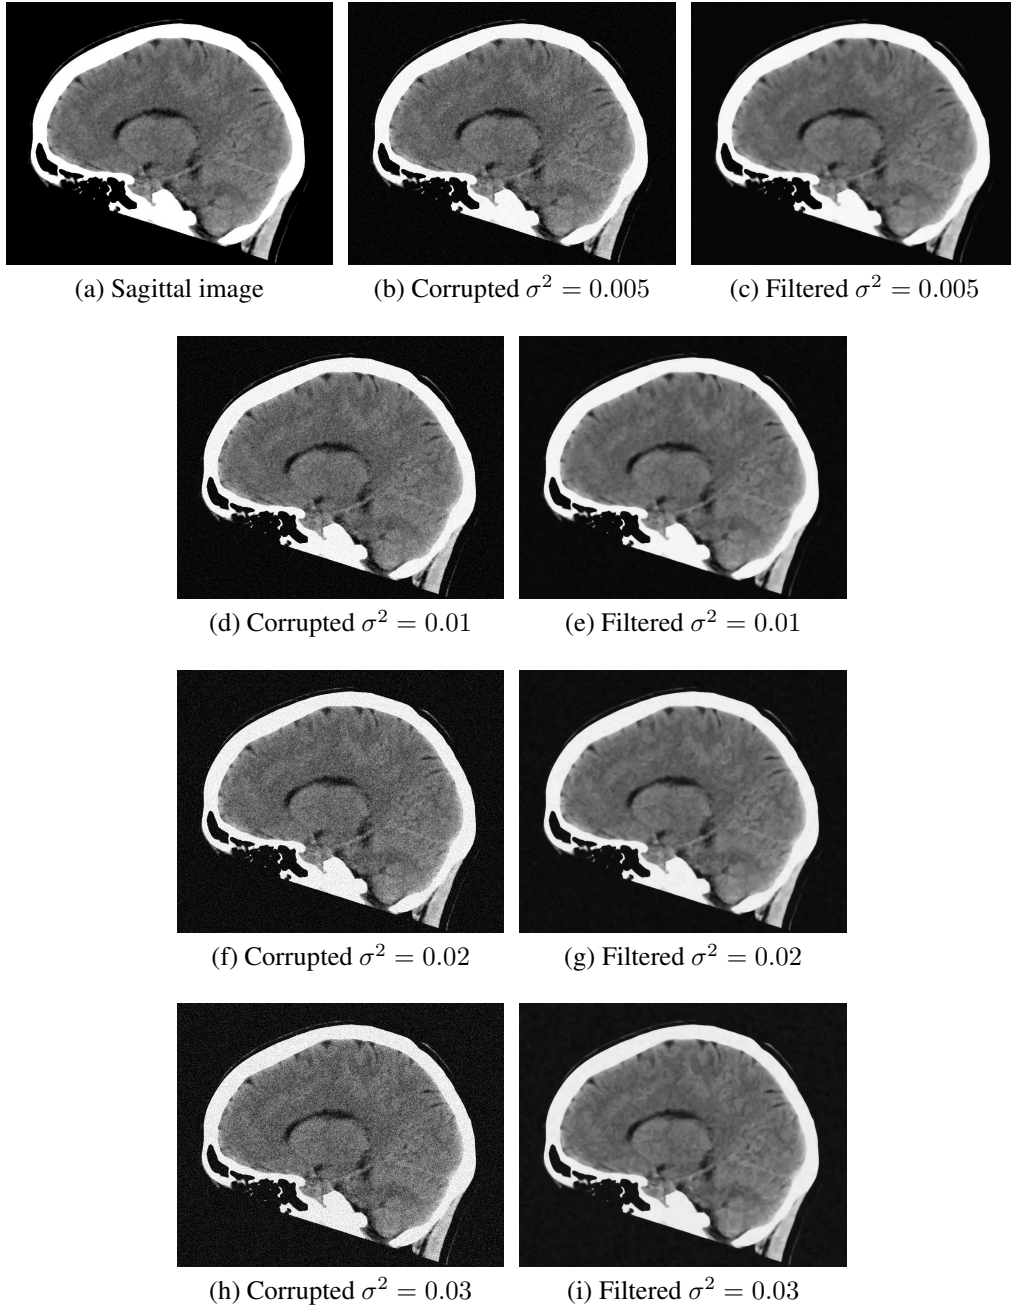 (a) Sagittal image
(b) Corrupted σ² = 0.005
(c) Filtered σ² = 0.005
(d) Corrupted σ² = 0.01
(e) Filtered σ² = 0.01
(f) Corrupted σ² = 0.02
(g) Filtered σ² = 0.02
(h) Corrupted σ² = 0.03
(i) Filtered σ² = 0.03